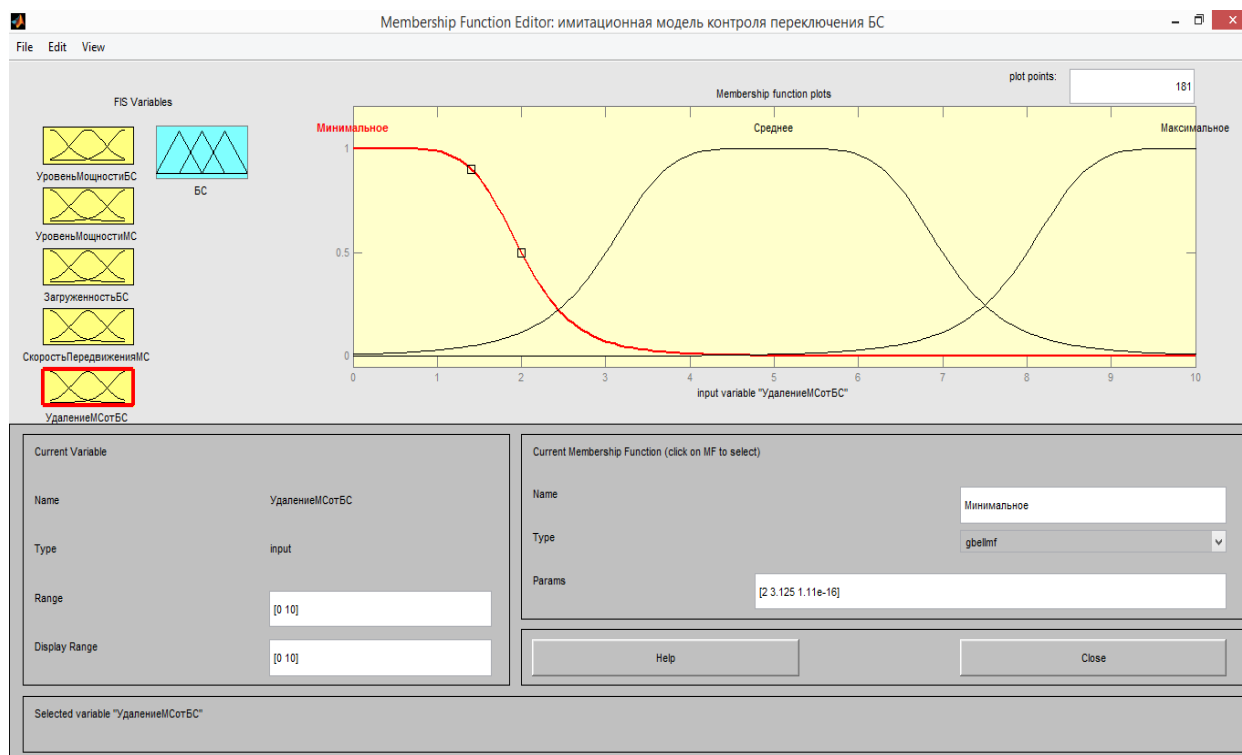 Membership Function Editor: имитационная модель контроля переключения БС
File Edit View
FIS Variables
УровеньМощностиБС
УровеньМощностиМС
ЗагруженностьБС
СкоростьПередвиженияМС
УдалениеМСотБС
БС
plot points:
181
Membership function plots
Минимальное
Среднее
Максимальное
1
0.5
0
0 1 2 3 4 5 6 7 8 9 10
input variable "УдалениеМСотБС"
Current Variable
Name УдалениеМСотБС
Type input
Range [0 10]
Display Range [0 10]
Current Membership Function (click on MF to select)
Name Минимальное
Type gbellmf
Params [2 3.125 1.11e-16]
Help Close
Selected variable "УдалениеМСотБС"